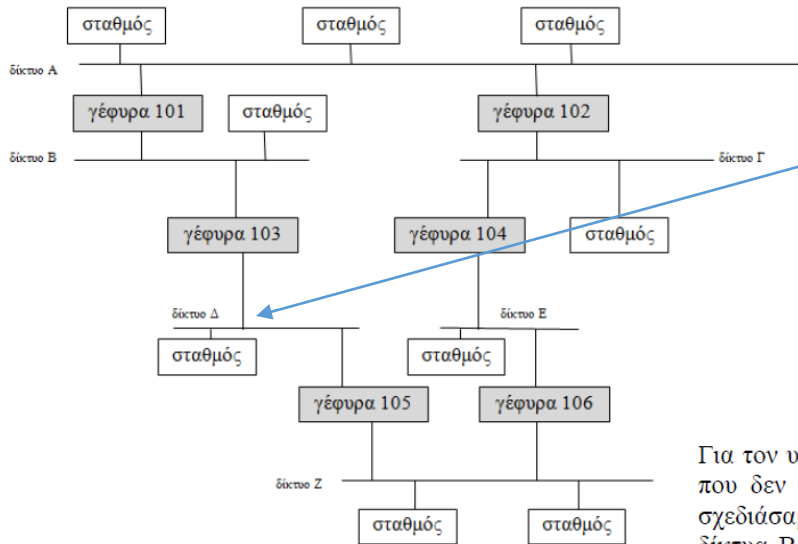 σταθμός σταθμός σταθμός
δίκτυο Α
γέφυρα 101 σταθμός γέφυρα 102
δίκτυο Β δίκτυο Γ
γέφυρα 103 γέφυρα 104 σταθμός
δίκτυο Δ δίκτυο Ε
σταθμός σταθμός
γέφυρα 105 γέφυρα 106
δίκτυο Ζ
σταθμός σταθμός
Για τον υ
που δεν
σχεδιάσα